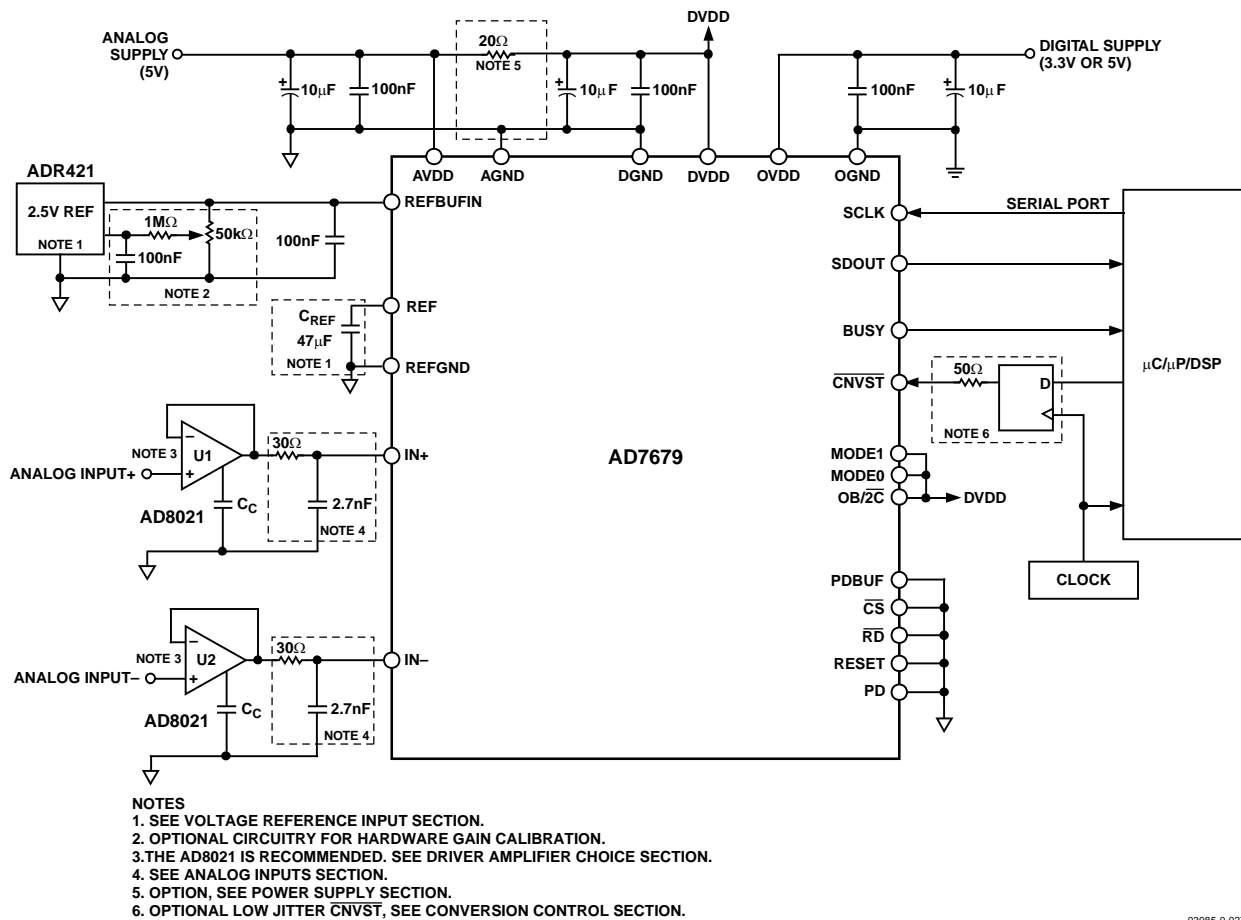 ANALOG
SUPPLY
(5V)
20Ω
NOTE 5
DVDD
DIGITAL SUPPLY
(3.3V OR 5V)
+
10μF
100nF
+
10μF
100nF
100nF
+
10μF
ADR421
2.5V REF
NOTE 1
1MΩ
50kΩ
100nF
NOTE 2
100nF
AVDD
AGND
DGND
DVDD
OVDD
OGND
REFBUFIN
REF
REFGND
CREF
47μF
NOTE 1
SCLK
SERIAL PORT
SDOUT
BUSY
CNVST
50Ω
D
NOTE 6
μC/μP/DSP
NOTE 3
–
U1
+
ANALOG INPUT+
AD8021
CC
30Ω
2.7nF
NOTE 4
IN+
AD7679
MODE1
MODE0
OB/2C
DVDD
CLOCK
PDBUF
CS
RD
RESET
PD
NOTE 3
–
U2
+
ANALOG INPUT–
AD8021
CC
30Ω
2.7nF
NOTE 4
IN–
NOTES
1. SEE VOLTAGE REFERENCE INPUT SECTION.
2. OPTIONAL CIRCUITRY FOR HARDWARE GAIN CALIBRATION.
3.THE AD8021 IS RECOMMENDED. SEE DRIVER AMPLIFIER CHOICE SECTION.
4. SEE ANALOG INPUTS SECTION.
5. OPTION, SEE POWER SUPPLY SECTION.
6. OPTIONAL LOW JITTER CNVST, SEE CONVERSION CONTROL SECTION.